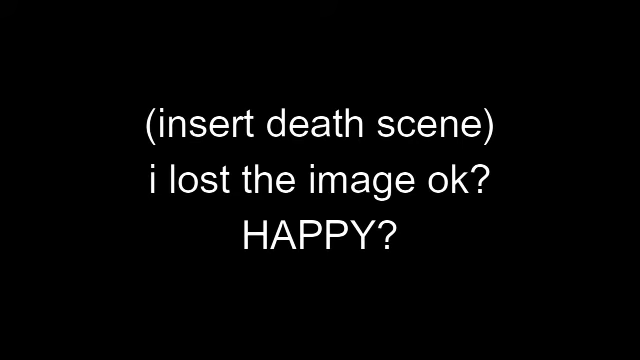 (insert death scene)
i lost the image ok?
HAPPY?